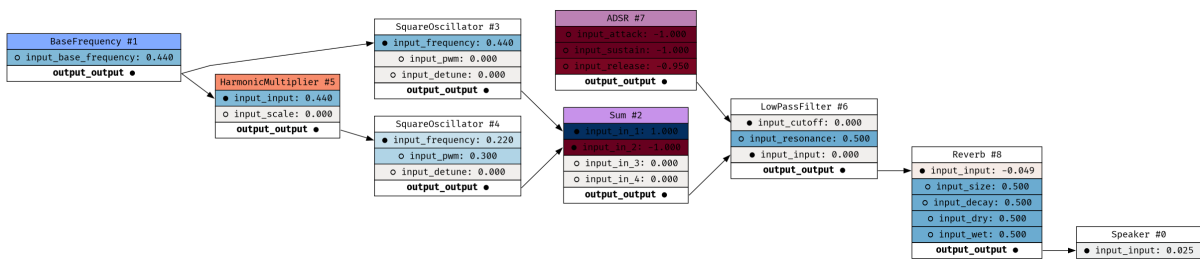 BaseFrequency #1
input_base_frequency: 0.440
output_output
HarmonicMultiplier #5
input_input: 0.440
input_scale: 0.000
output_output
SquareOscillator #3
input_frequency: 0.440
input_pwm: 0.000
input_detune: 0.000
output_output
SquareOscillator #4
input_frequency: 0.220
input_pwm: 0.300
input_detune: 0.000
output_output
ADSR #7
input_attack: -1.000
input_sustain: -1.000
input_release: -0.950
output_output
Sum #2
input_in_1: 1.000
input_in_2: -1.000
input_in_3: 0.000
input_in_4: 0.000
output_output
LowPassFilter #6
input_cutoff: 0.000
input_resonance: 0.500
input_input: 0.000
output_output
Reverb #8
input_input: -0.049
input_size: 0.500
input_decay: 0.500
input_dry: 0.500
input_wet: 0.500
output_output
Speaker #0
input_input: 0.025